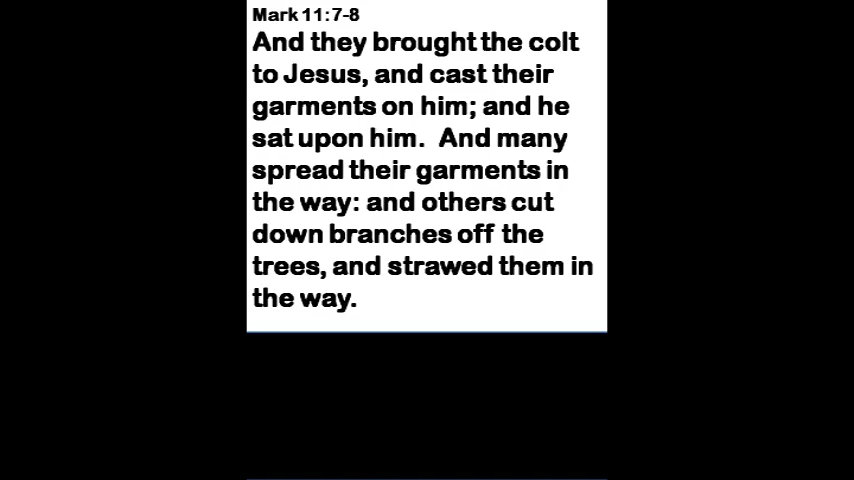 Mark 11:7-8
And they brought the colt
to Jesus, and cast their
garments on him; and he
sat upon him.  And many
spread their garments in
the way: and others cut
down branches off the
trees, and strawed them in
the way.